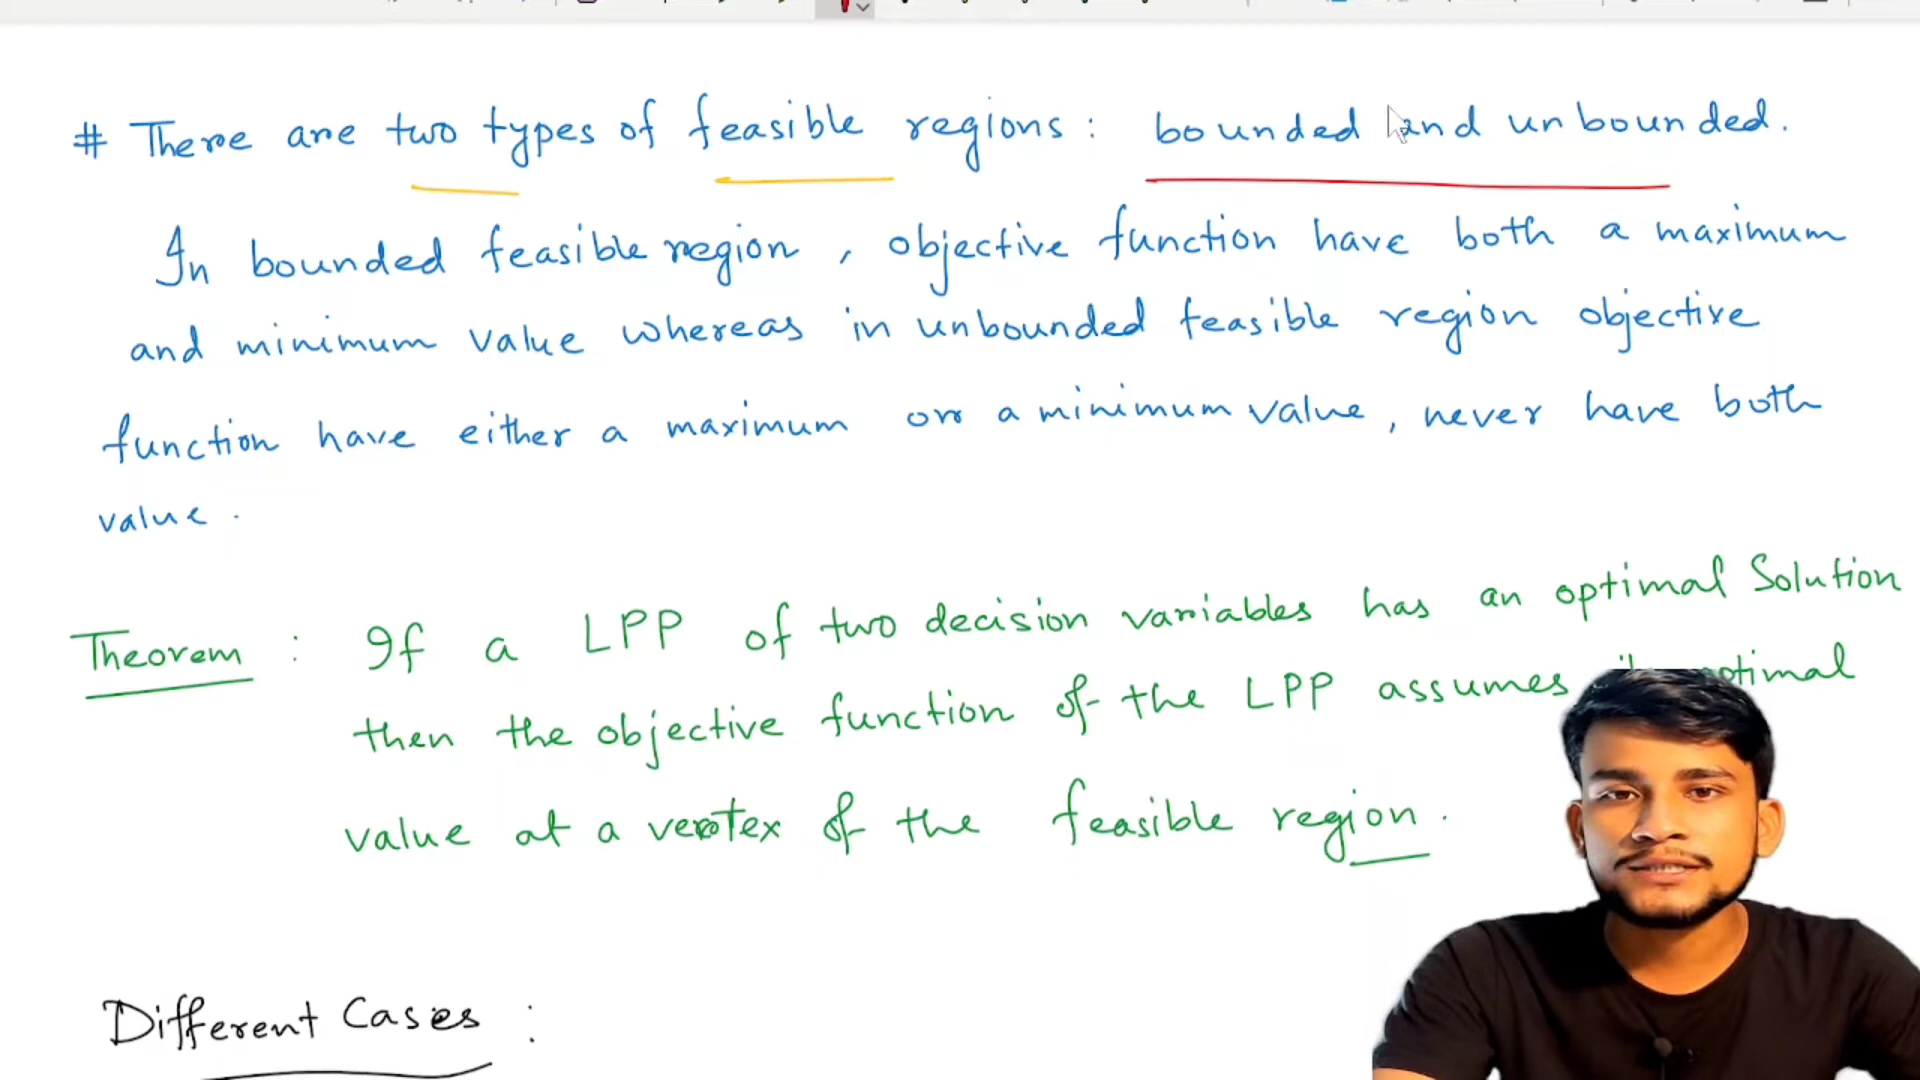 # There are two types of feasible regions : bounded and unbounded.
In bounded feasible region , objective function have both a maximum
and minimum value whereas in unbounded feasible region objective
function have either a maximum or a minimum value , never have both
value .
Theorem : If a LPP of two decision variables has an optimal Solution
then the objective function of the LPP assumes optimal
value at a vertex of the feasible region .
Different Cases :